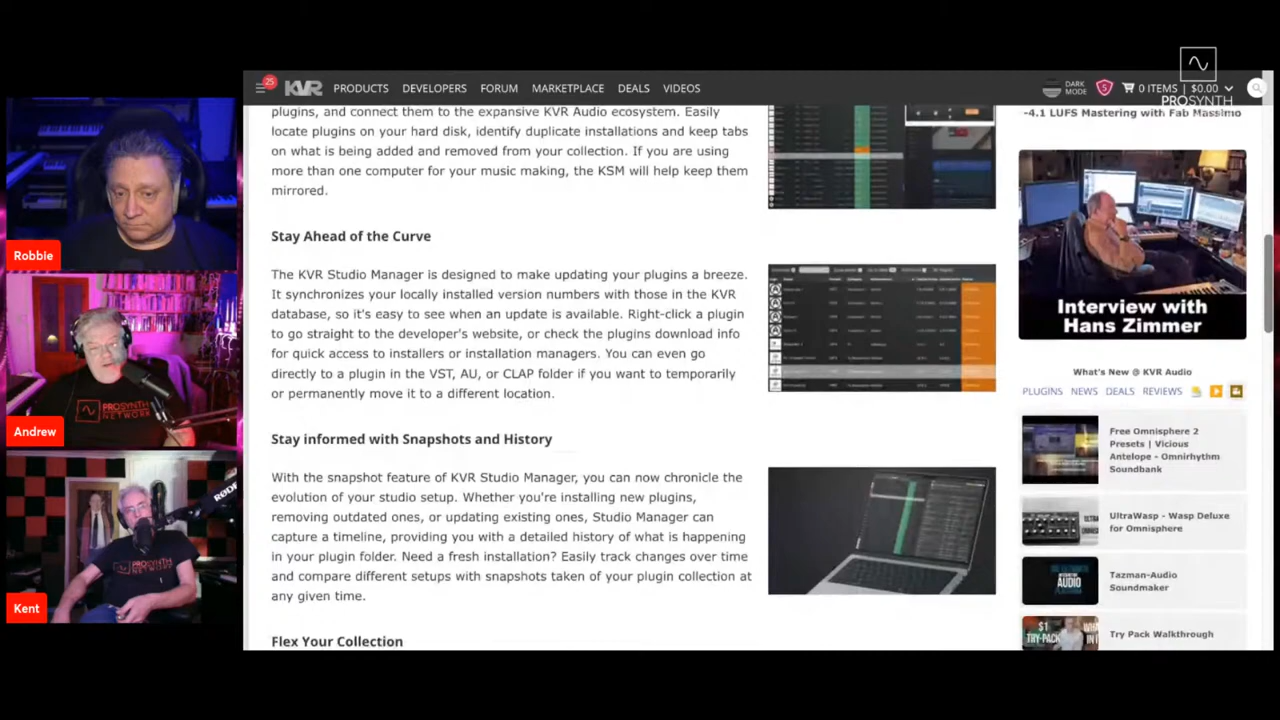 25
KVR
PRODUCTS
DEVELOPERS
FORUM
MARKETPLACE
DEALS
VIDEOS
DARK
MODE
5
0 ITEMS | $0.00
PROSYNTH
plugins, and connect them to the expansive KVR Audio ecosystem. Easily
locate plugins on your hard disk, identify duplicate installations and keep tabs
on what is being added and removed from your collection. If you are using
more than one computer for your music making, the KSM will help keep them
mirrored.
Stay Ahead of the Curve
The KVR Studio Manager is designed to make updating your plugins a breeze.
It synchronizes your locally installed version numbers with those in the KVR
database, so it's easy to see when an update is available. Right-click a plugin
to go straight to the developer's website, or check the plugins download info
for quick access to installers or installation managers. You can even go
directly to a plugin in the VST, AU, or CLAP folder if you want to temporarily
or permanently move it to a different location.
Stay informed with Snapshots and History
With the snapshot feature of KVR Studio Manager, you can now chronicle the
evolution of your studio setup. Whether you're installing new plugins,
removing outdated ones, or updating existing ones, Studio Manager can
capture a timeline, providing you with a detailed history of what is happening
in your plugin folder. Need a fresh installation? Easily track changes over time
and compare different setups with snapshots taken of your plugin collection at
any given time.
Flex Your Collection
-4.1 LUFS Mastering with Fab Massimo
Interview with
Hans Zimmer
What's New @ KVR Audio
PLUGINS
NEWS
DEALS
REVIEWS
Free Omnisphere 2
Presets | Vicious
Antelope - Omnirhythm
Soundbank
UltraWasp - Wasp Deluxe
for Omnisphere
AUDIO
Tazman-Audio
Soundmaker
$1
TRY-PACK
Try Pack Walkthrough
Robbie
PROSYNTH
NETWORK
Andrew
RØDE
PROSYNTH
NETWORK
Kent